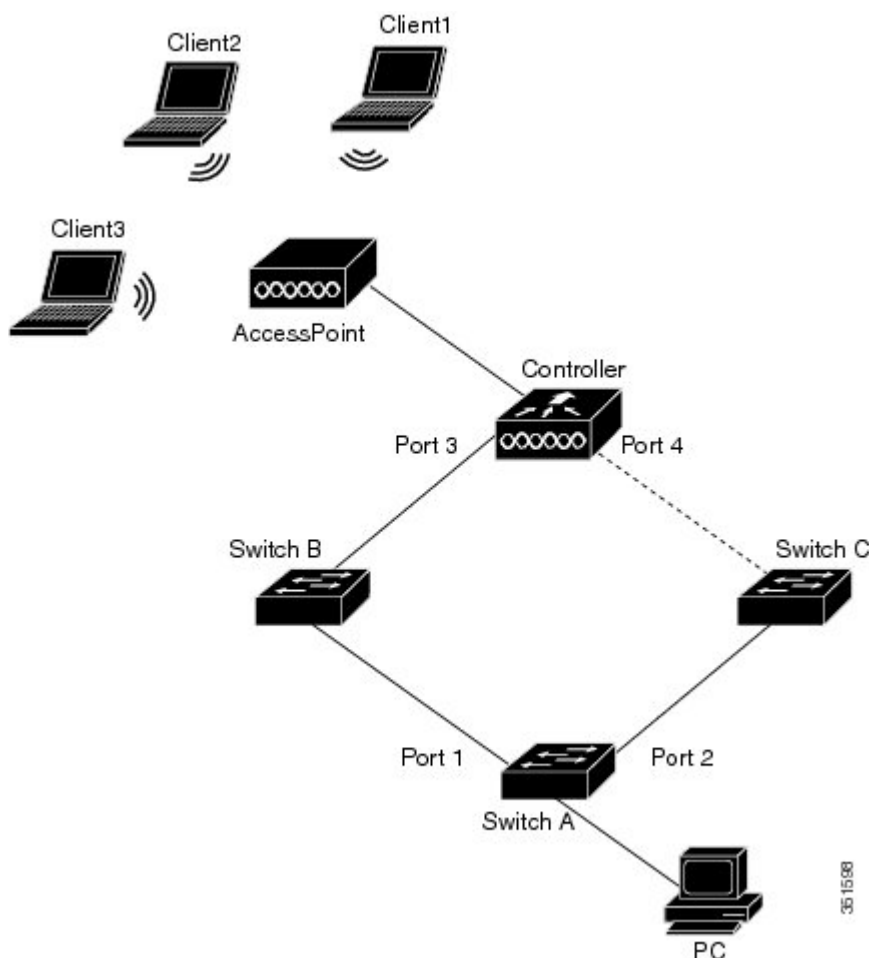 Client1
Client2
Client3
AccessPoint
Controller
Port 3
Port 4
Switch B
Switch C
Port 1
Port 2
Switch A
PC
351598